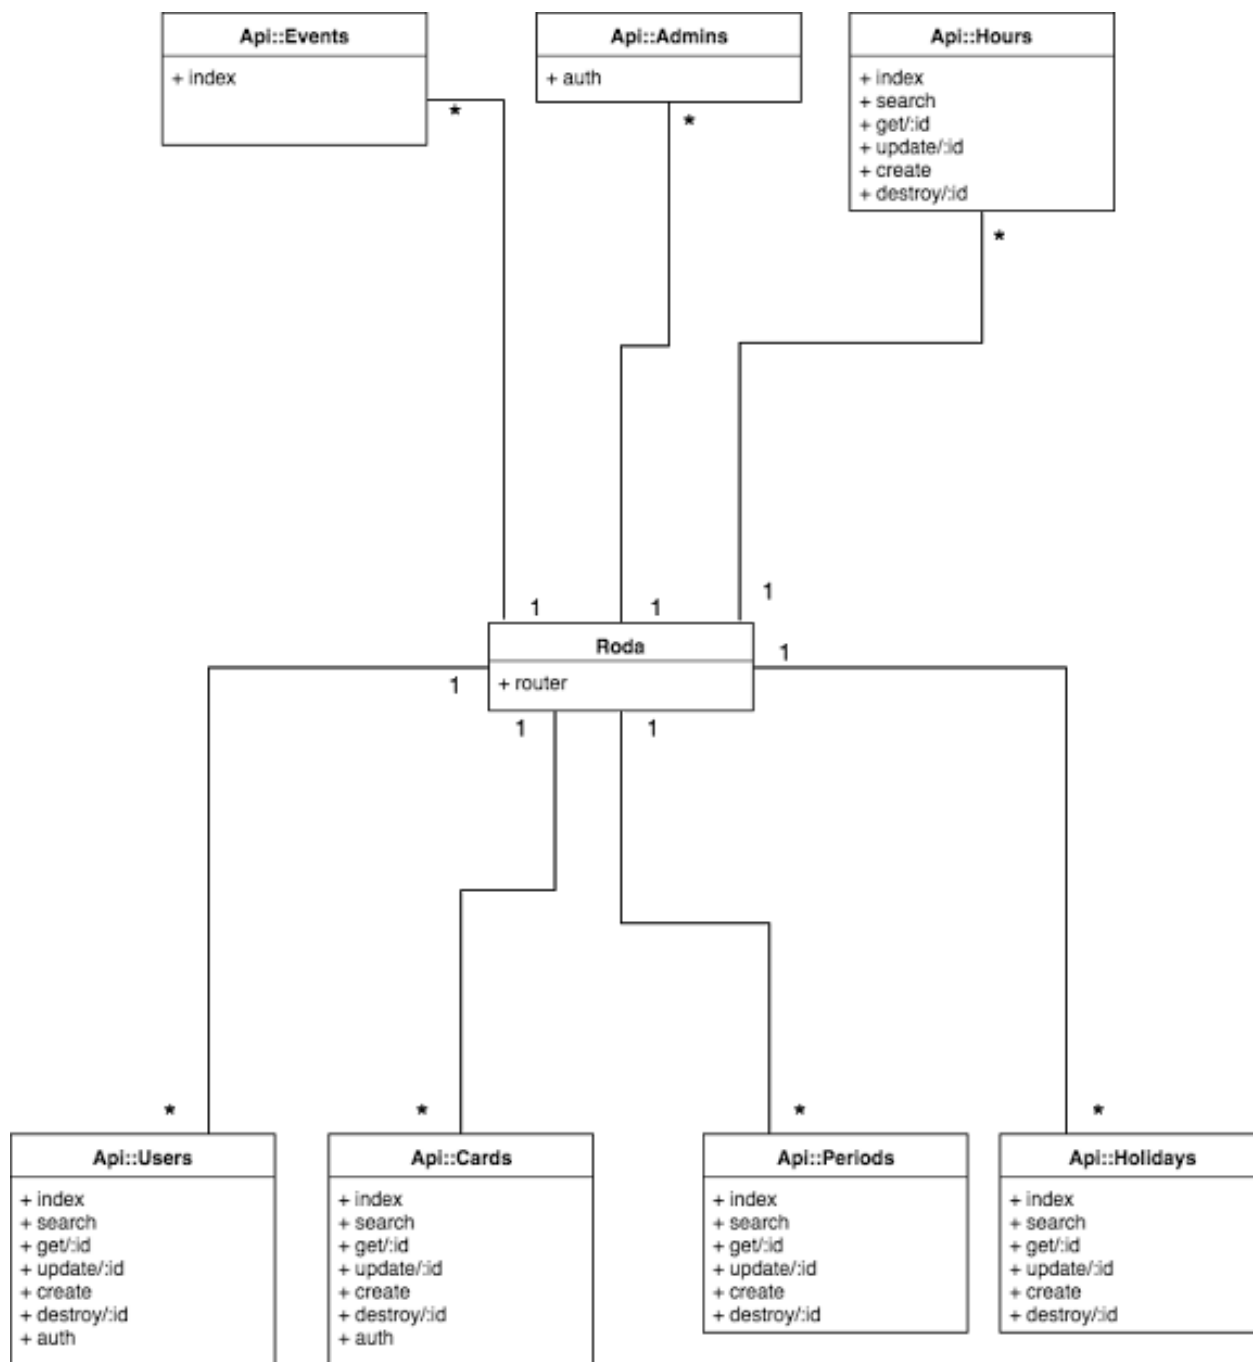 Api::Events
+ index
*
Api::Admins
+ auth
*
Api::Hours
+ index
+ search
+ get/:id
+ update/:id
+ create
+ destroy/:id
*
1
1
1
Roda
+ router
1
1
1
1
*
*
*
*
Api::Users
+ index
+ search
+ get/:id
+ update/:id
+ create
+ destroy/:id
+ auth
Api::Cards
+ index
+ search
+ get/:id
+ update/:id
+ create
+ destroy/:id
+ auth
Api::Periods
+ index
+ search
+ get/:id
+ update/:id
+ create
+ destroy/:id
Api::Holidays
+ index
+ search
+ get/:id
+ update/:id
+ create
+ destroy/:id